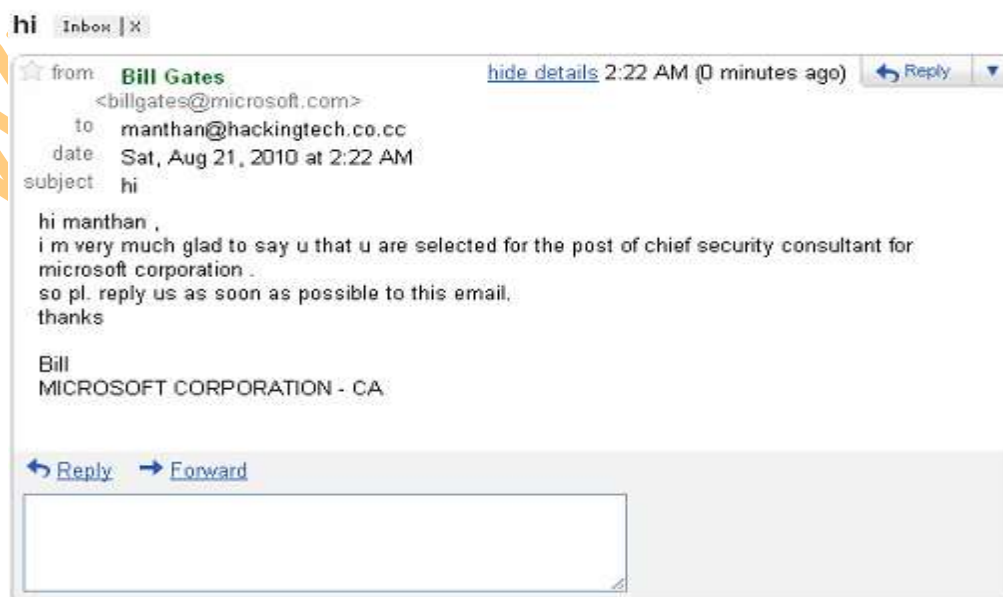 hi Inbox | X
from Bill Gates hide details 2:22 AM (0 minutes ago) Reply
<billgates@microsoft.com>
to manthan@hackingtech.co.cc
date Sat, Aug 21, 2010 at 2:22 AM
subject hi
hi manthan ,
i m very much glad to say u that u are selected for the post of chief security consultant for
microsoft corporation .
so pl. reply us as soon as possible to this email.
thanks
Bill
MICROSOFT CORPORATION - CA
Reply Forward